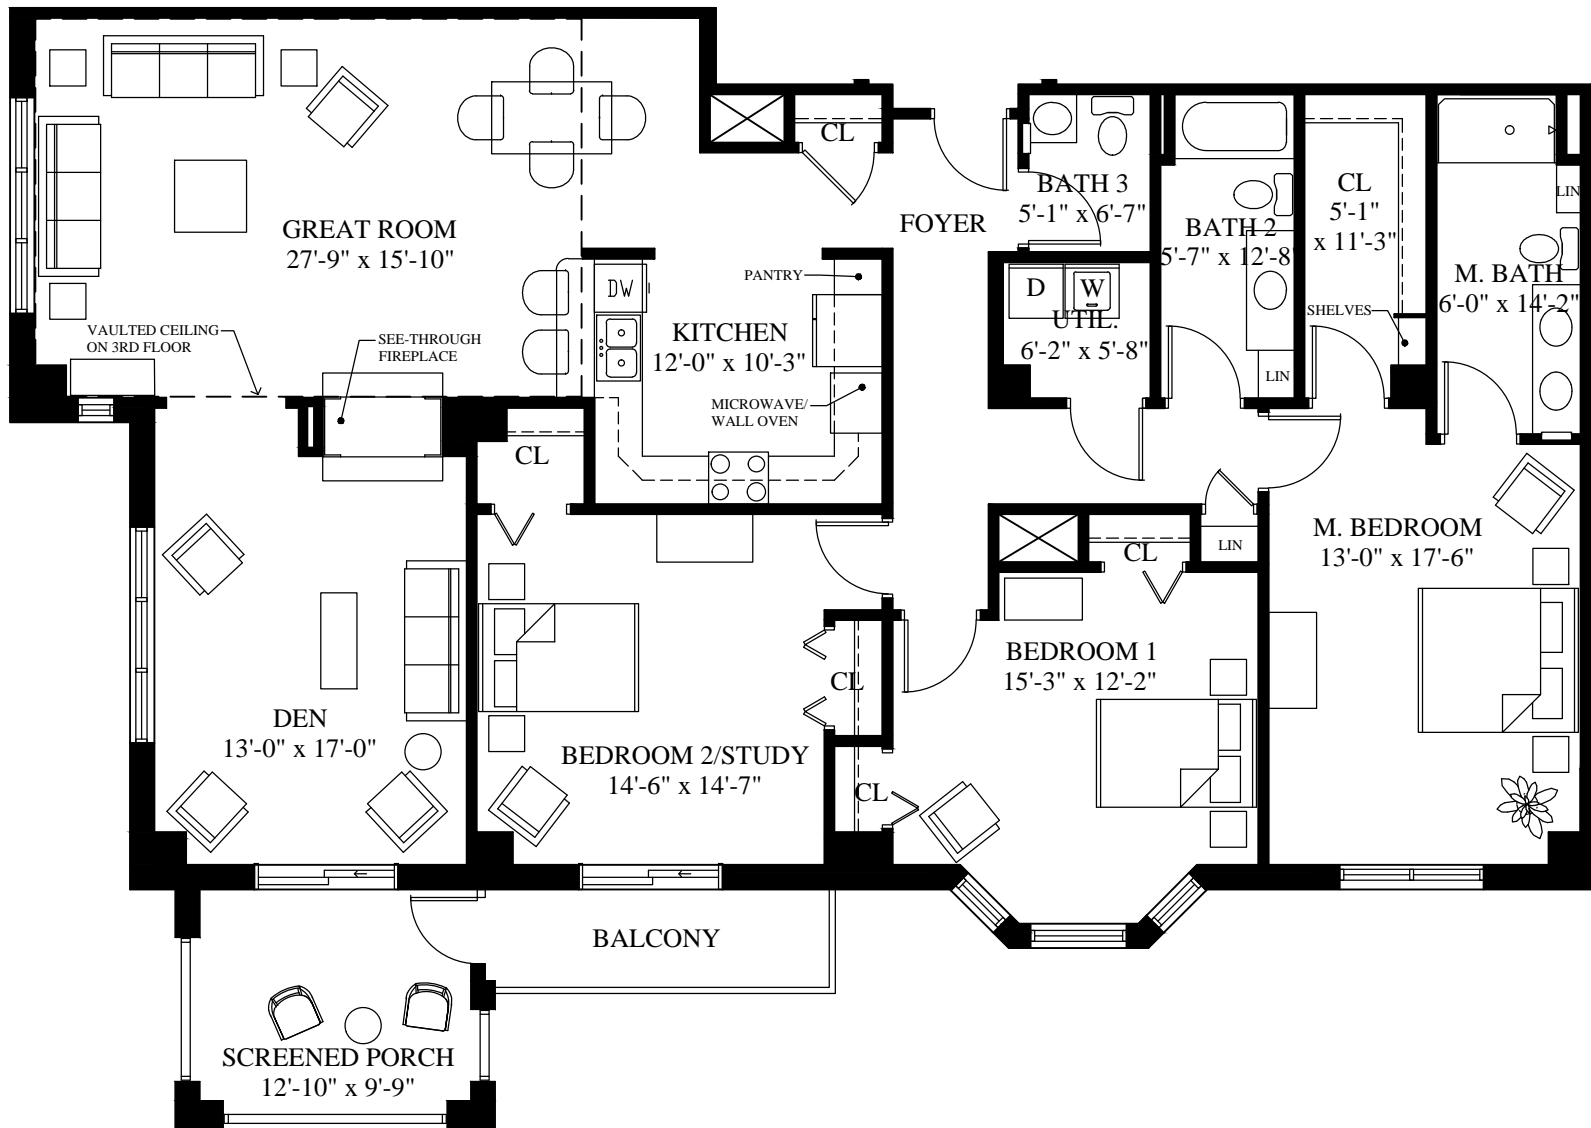 GREAT ROOM
27'-9" x 15'-10"
VAULTED CEILING
ON 3RD FLOOR
SEE-THROUGH
FIREPLACE
DW
KITCHEN
12'-0" x 10'-3"
PANTRY
MICROWAVE/
WALL OVEN
CL
FOYER
BATH 3
5'-1" x 6'-7"
D
W
UTIL.
6'-2" x 5'-8"
BATH 2
5'-7" x 12'-8"
LIN
CL
5'-1"
x 11'-3"
SHELVES
LIN
M. BATH
6'-0" x 14'-2"
CL
CL
LIN
M. BEDROOM
13'-0" x 17'-6"
DEN
13'-0" x 17'-0"
BEDROOM 2/STUDY
14'-6" x 14'-7"
CL
CL
BEDROOM 1
15'-3" x 12'-2"
BALCONY
SCREENED PORCH
12'-10" x 9'-9"